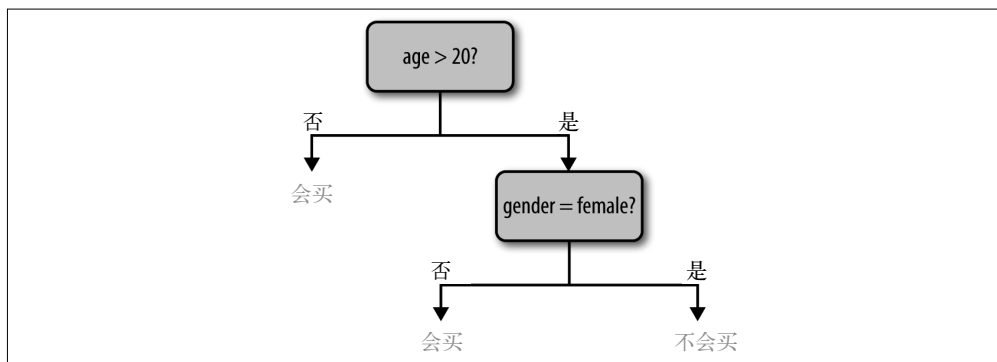 age > 20?
否
是
会买
gender = female?
否
是
会买
不会买